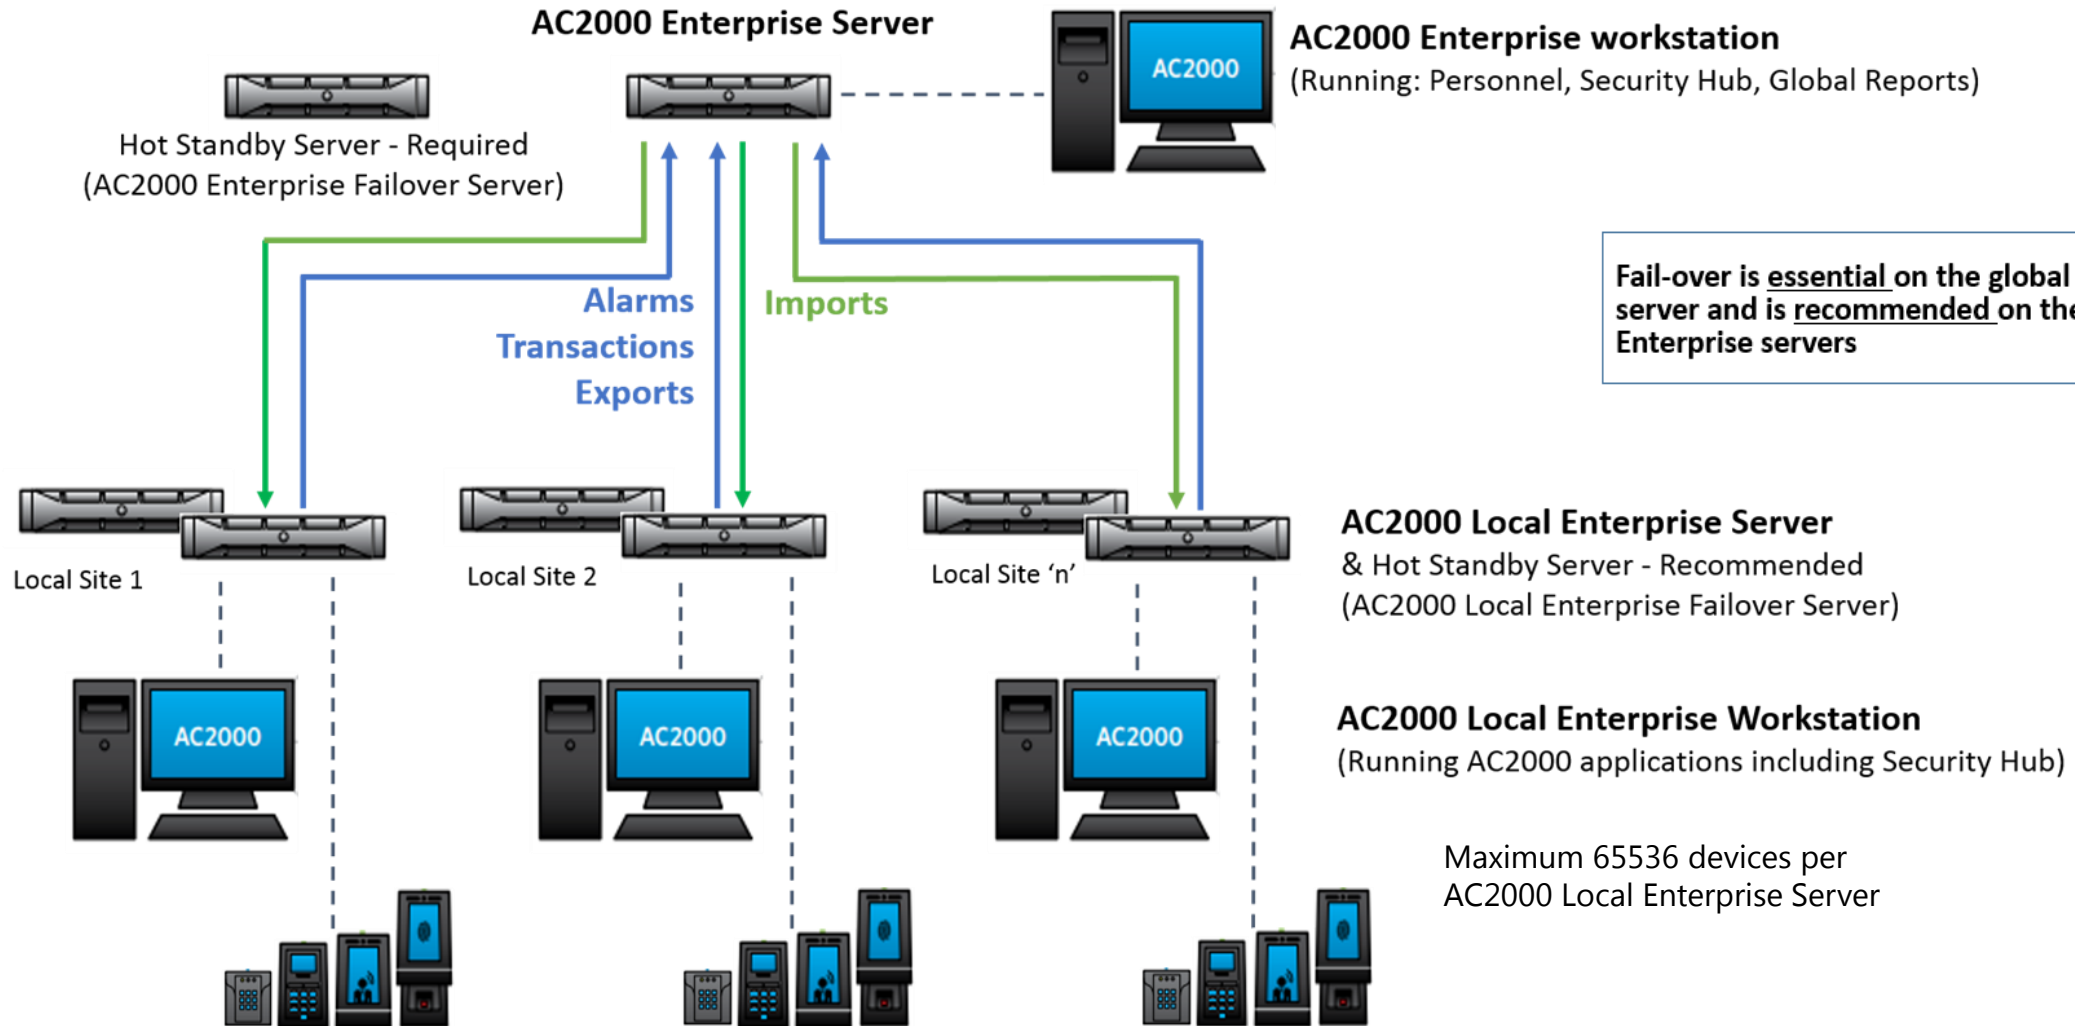 AC2000 Enterprise Server
AC2000 Enterprise workstation
(Running: Personnel, Security Hub, Global Reports)
AC2000
Hot Standby Server - Required
(AC2000 Enterprise Failover Server)
Fail-over is essential on the global
server and is recommended on the
Enterprise servers
Alarms
Transactions
Exports
Imports
Local Site 1
Local Site 2
Local Site ‘n’
AC2000 Local Enterprise Server
& Hot Standby Server - Recommended
(AC2000 Local Enterprise Failover Server)
AC2000
AC2000
AC2000
AC2000 Local Enterprise Workstation
(Running AC2000 applications including Security Hub)
Maximum 65536 devices per
AC2000 Local Enterprise Server